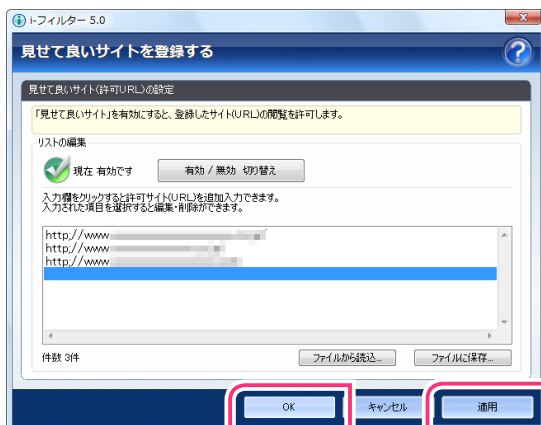 i-フィルター 5.0
見せて良いサイトを登録する
見せて良いサイト(許可URL)の設定
「見せて良いサイト」を有効にすると、登録したサイト(URL)の閲覧を許可します。
リストの編集
現在 有効です
有効 / 無効 切り替え
入力欄をクリックすると許可サイト(URL)を追加入力できます。
入力された項目を選択すると編集・削除ができます。
http://www
http://www
http://www
件数 3件
ファイルから読込...
ファイルに保存...
OK
キャンセル
適用